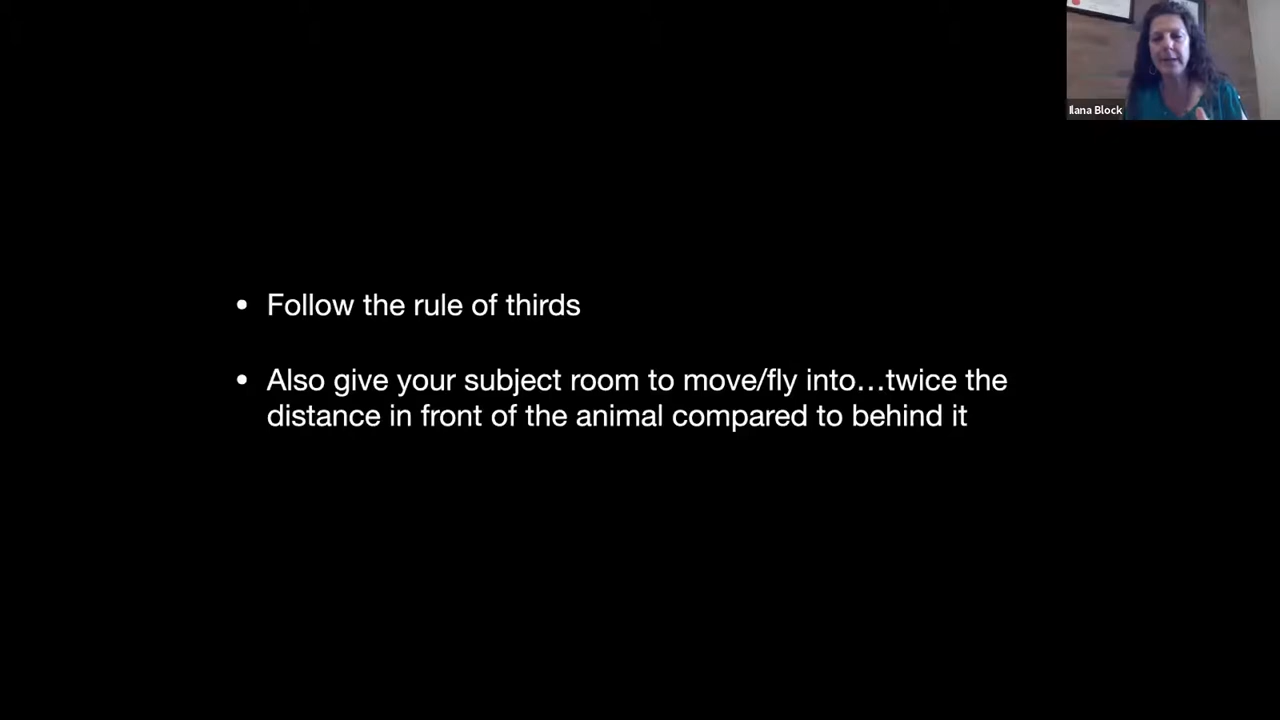 Ilana Block
• Follow the rule of thirds
• Also give your subject room to move/fly into…twice the
distance in front of the animal compared to behind it